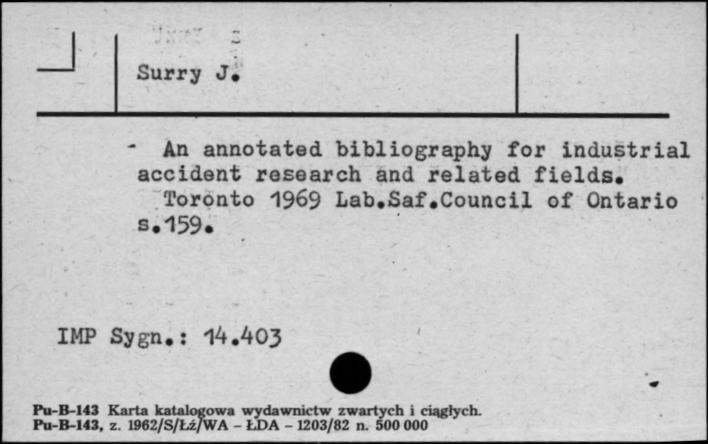 Surry J.
- An annotated bibliography for industrial
accident research and related fields.
Toronto 1969 Lab.Saf.Council of Ontario
s.159.
IMP Sygn.: 14.403
Pu-B-143 Karta katalogowa wydawnictw zwartych i ciągłych.
Pu-B-143, z. 1962/S/Łź/WA - ŁDA - 1203/82 n. 500 000